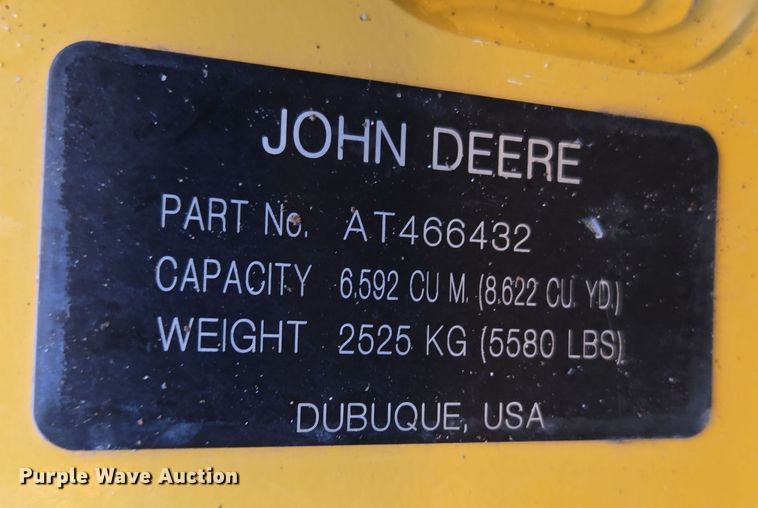 JOHN DEERE
PART No. AT466432
CAPACITY 6.592 CU M. (8.622 CU. YD.)
WEIGHT 2525 KG (5580 LBS)
DUBUQUE, USA
Purple Wave Auction